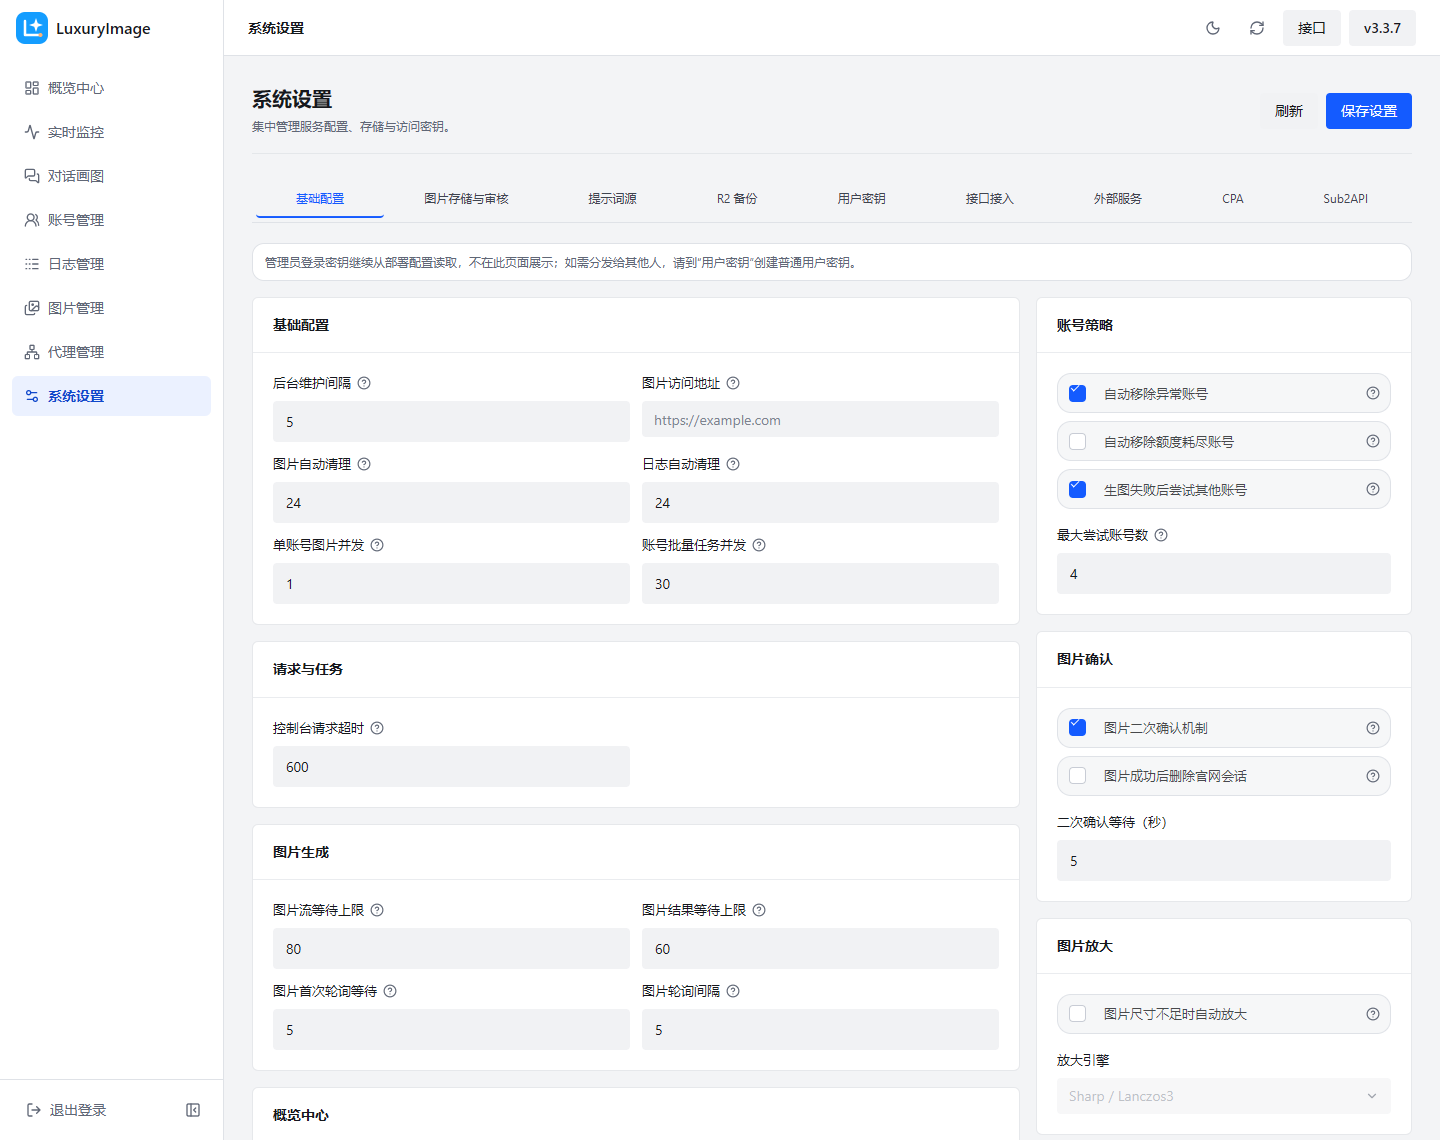 LuxuryImage
概览中心
实时监控
对话画图
账号管理
日志管理
图片管理
代理管理
系统设置
退出登录
系统设置
接口
v3.3.7
系统设置
集中管理服务配置、存储与访问密钥。
刷新
保存设置
基础配置
图片存储与审核
提示词源
R2 备份
用户密钥
接口接入
外部服务
CPA
Sub2API
管理员登录密钥继续从部署配置读取，不在此页面展示；如需分发给其他人，请到“用户密钥”创建普通用户密钥。
基础配置
后台维护间隔
5
图片访问地址
https://example.com
图片自动清理
24
日志自动清理
24
单账号图片并发
1
账号批量任务并发
30
请求与任务
控制台请求超时
600
图片生成
图片流等待上限
80
图片结果等待上限
60
图片首次轮询等待
5
图片轮询间隔
5
概览中心
账号策略
自动移除异常账号
自动移除额度耗尽账号
生图失败后尝试其他账号
最大尝试账号数
4
图片确认
图片二次确认机制
图片成功后删除官网会话
二次确认等待（秒）
5
图片放大
图片尺寸不足时自动放大
放大引擎
Sharp / Lanczos3